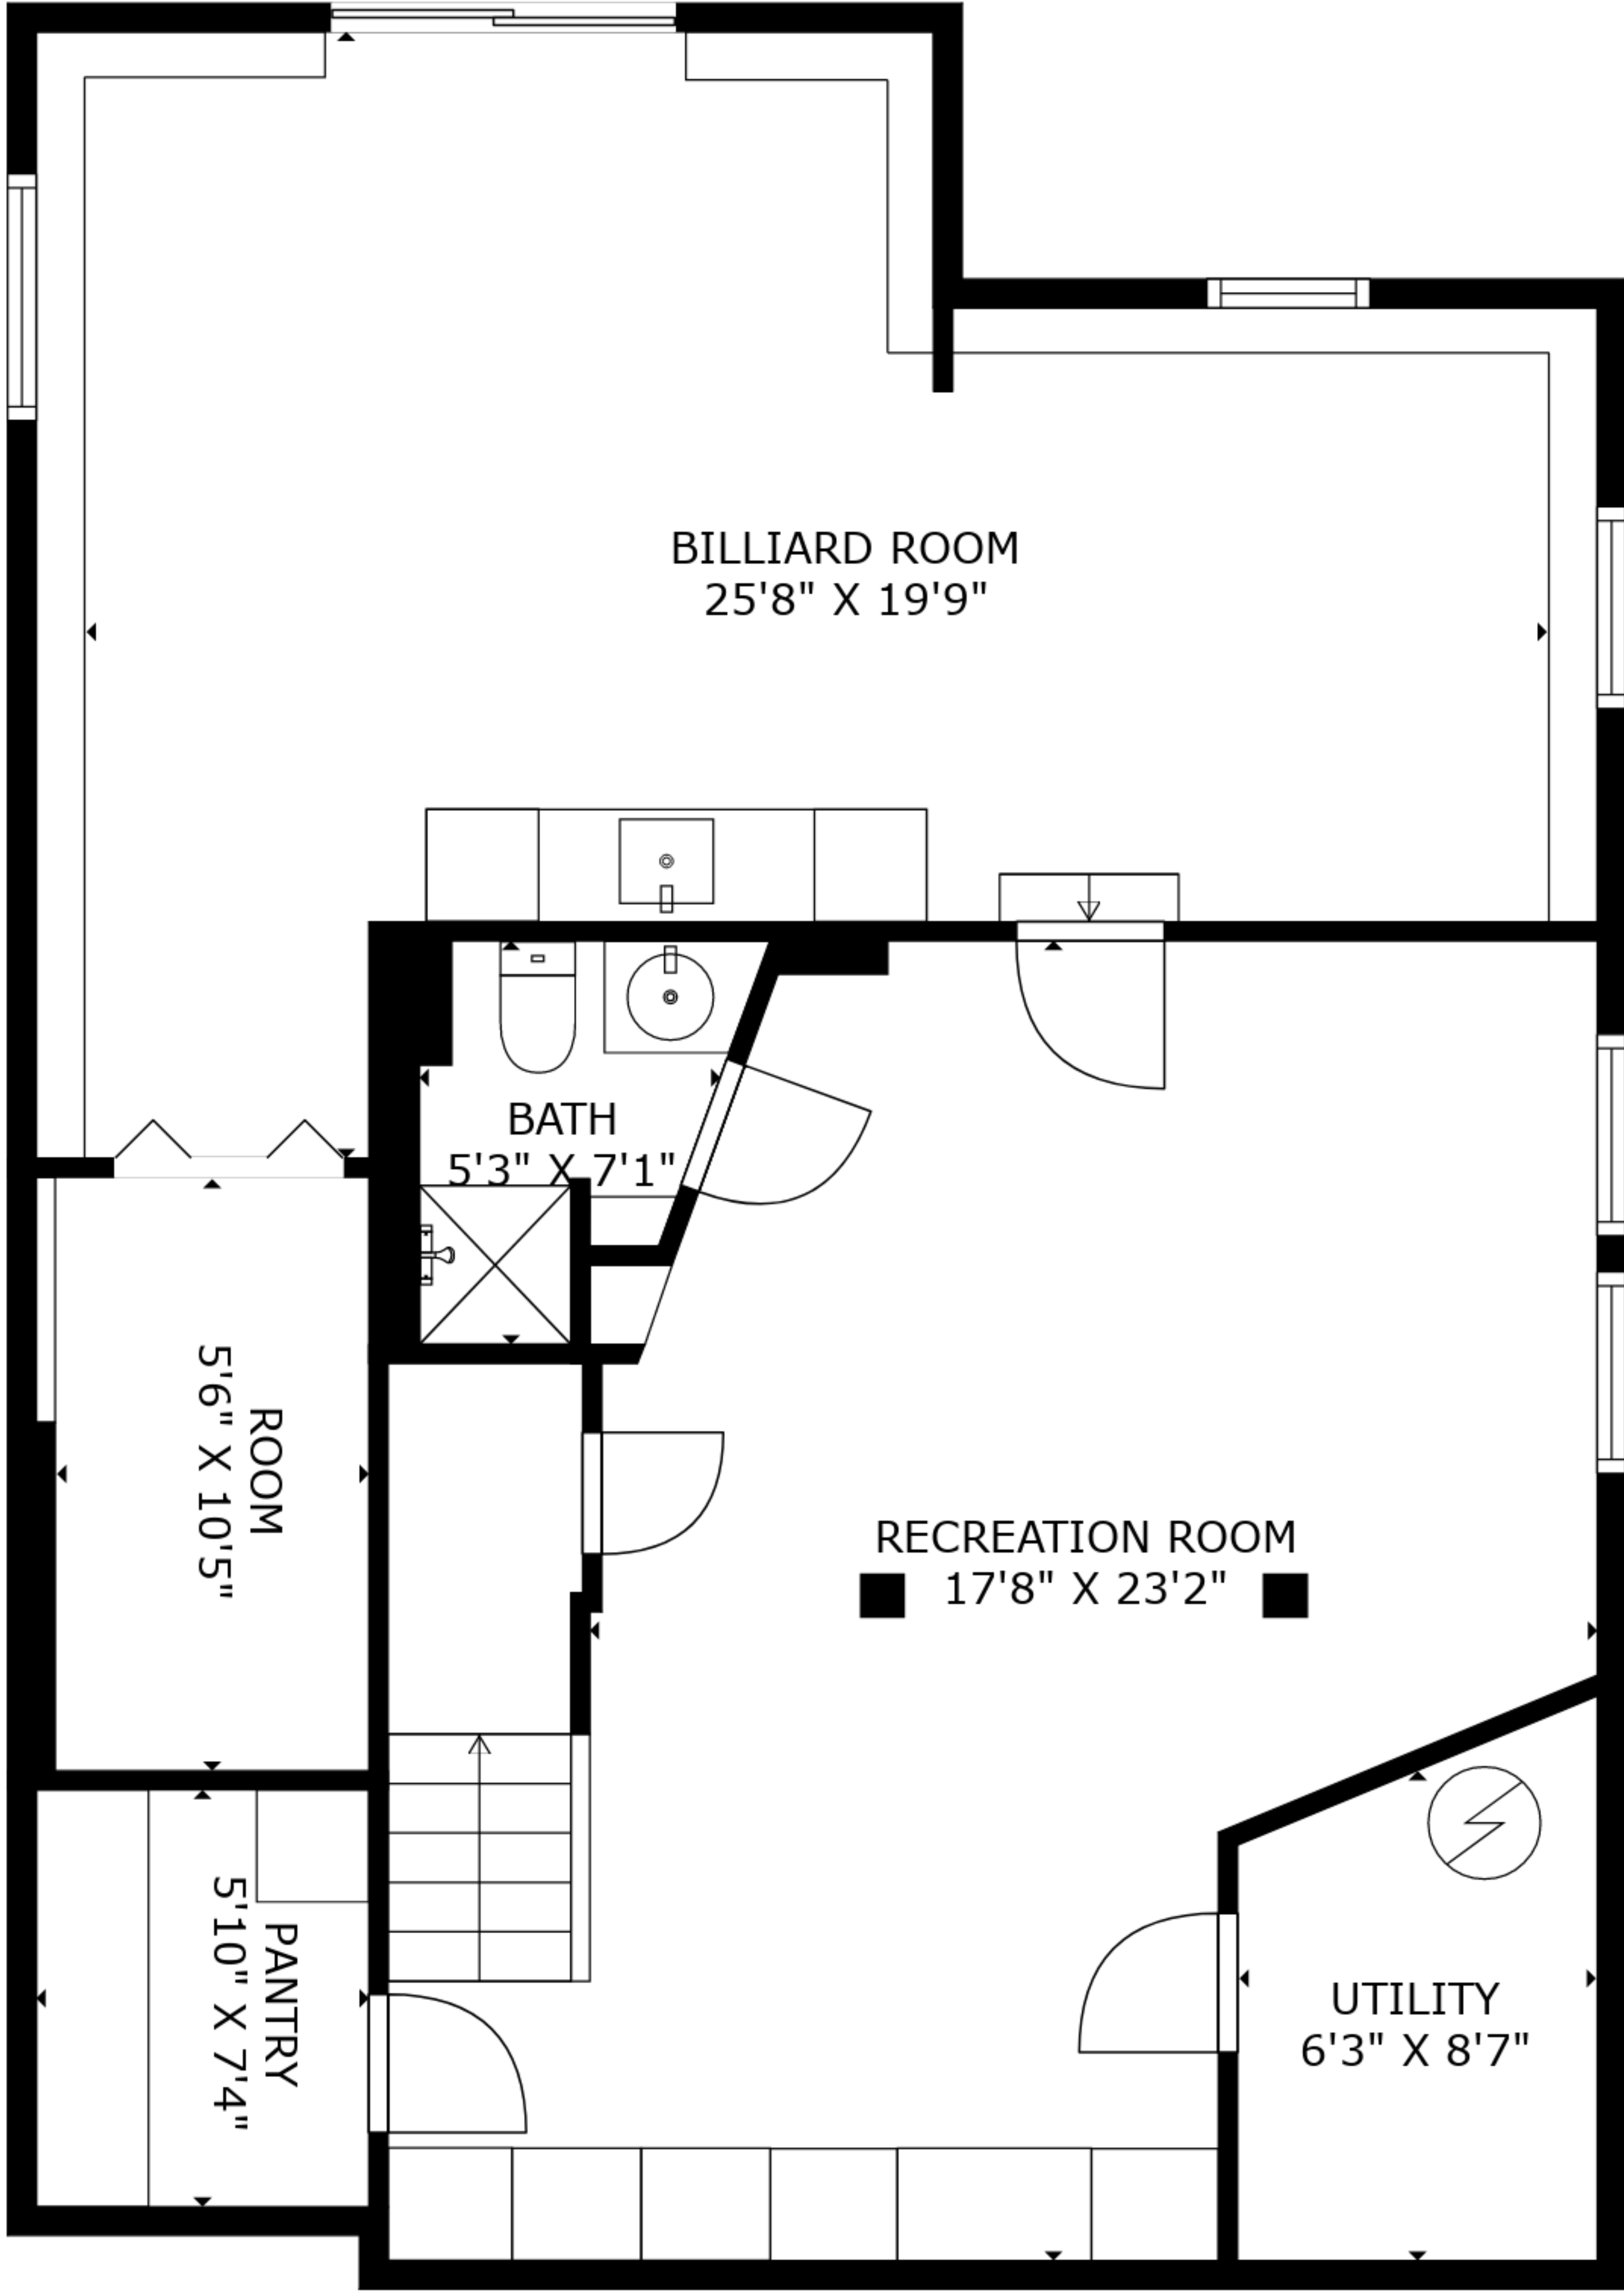 BILLIARD ROOM
25'8" X 19'9"
BATH
5'3" X 7'1"
ROOM
5'6" X 10'5"
RECREATION ROOM
17'8" X 23'2"
PANTRY
5'10" X 7'4"
UTILITY
6'3" X 8'7"